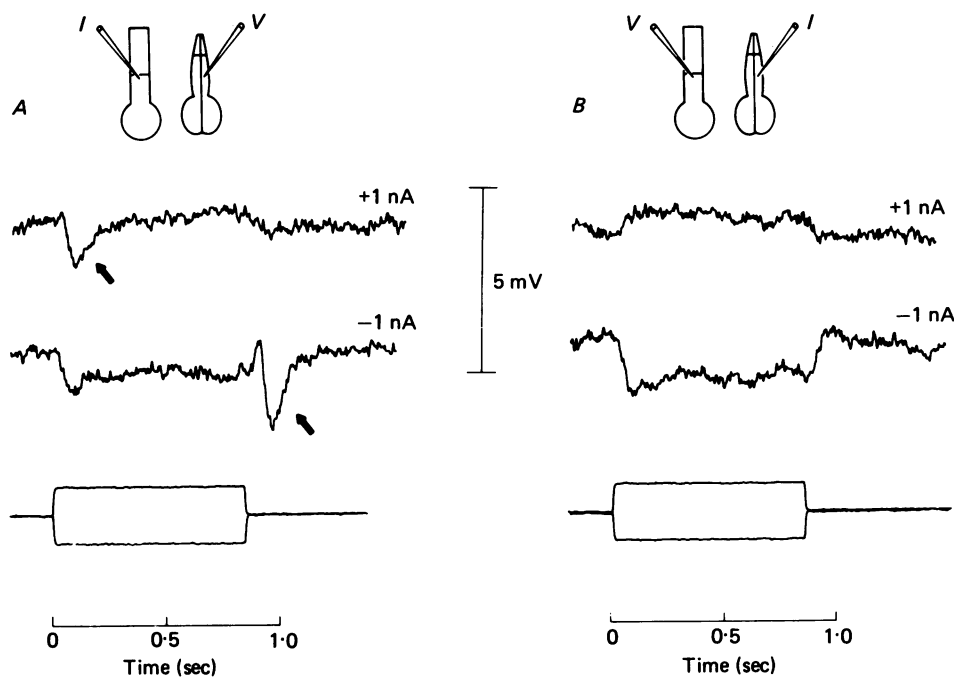 I V
A
+1 nA
−1 nA
0 0·5 1·0
Time (sec)
5 mV
V I
B
+1 nA
−1 nA
0 0·5 1·0
Time (sec)